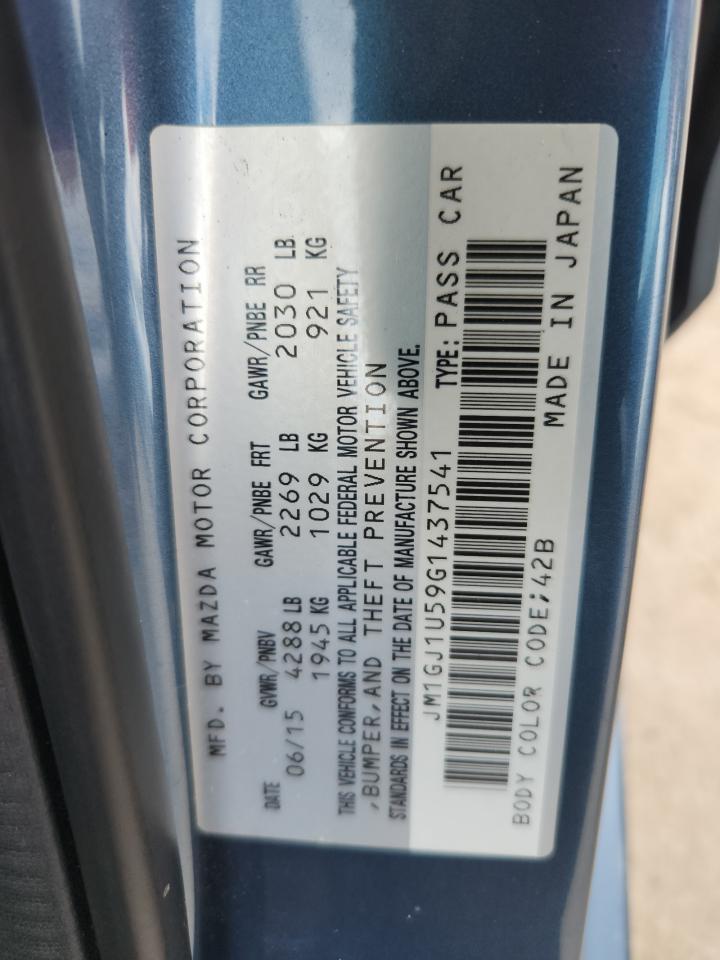 MFD. BY MAZDA MOTOR CORPORATION
DATE GVWR/PNBV GAWR/PNBE FRT GAWR/PNBE RR
06/15 4288 LB 2269 LB 2030 LB
1945 KG 1029 KG 921 KG
THIS VEHICLE CONFORMS TO ALL APPLICABLE FEDERAL MOTOR VEHICLE SAFETY
,BUMPER,AND THEFT PREVENTION
STANDARDS IN EFFECT ON THE DATE OF MANUFACTURE SHOWN ABOVE.
JM1GJ1U59G1437541 TYPE: PASS CAR
BODY COLOR CODE;42B MADE IN JAPAN